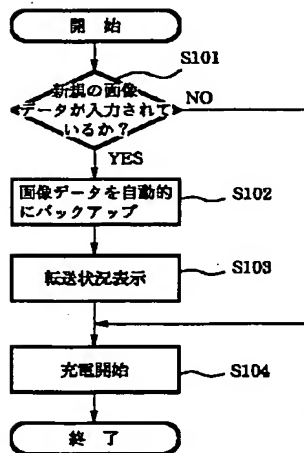 開 始
S101
新規の画像
データが入力されて
いるか?
NO
YES
画像データを自動的
にバックアップ
S102
転送状況表示
S103
充電開始
S104
終 了